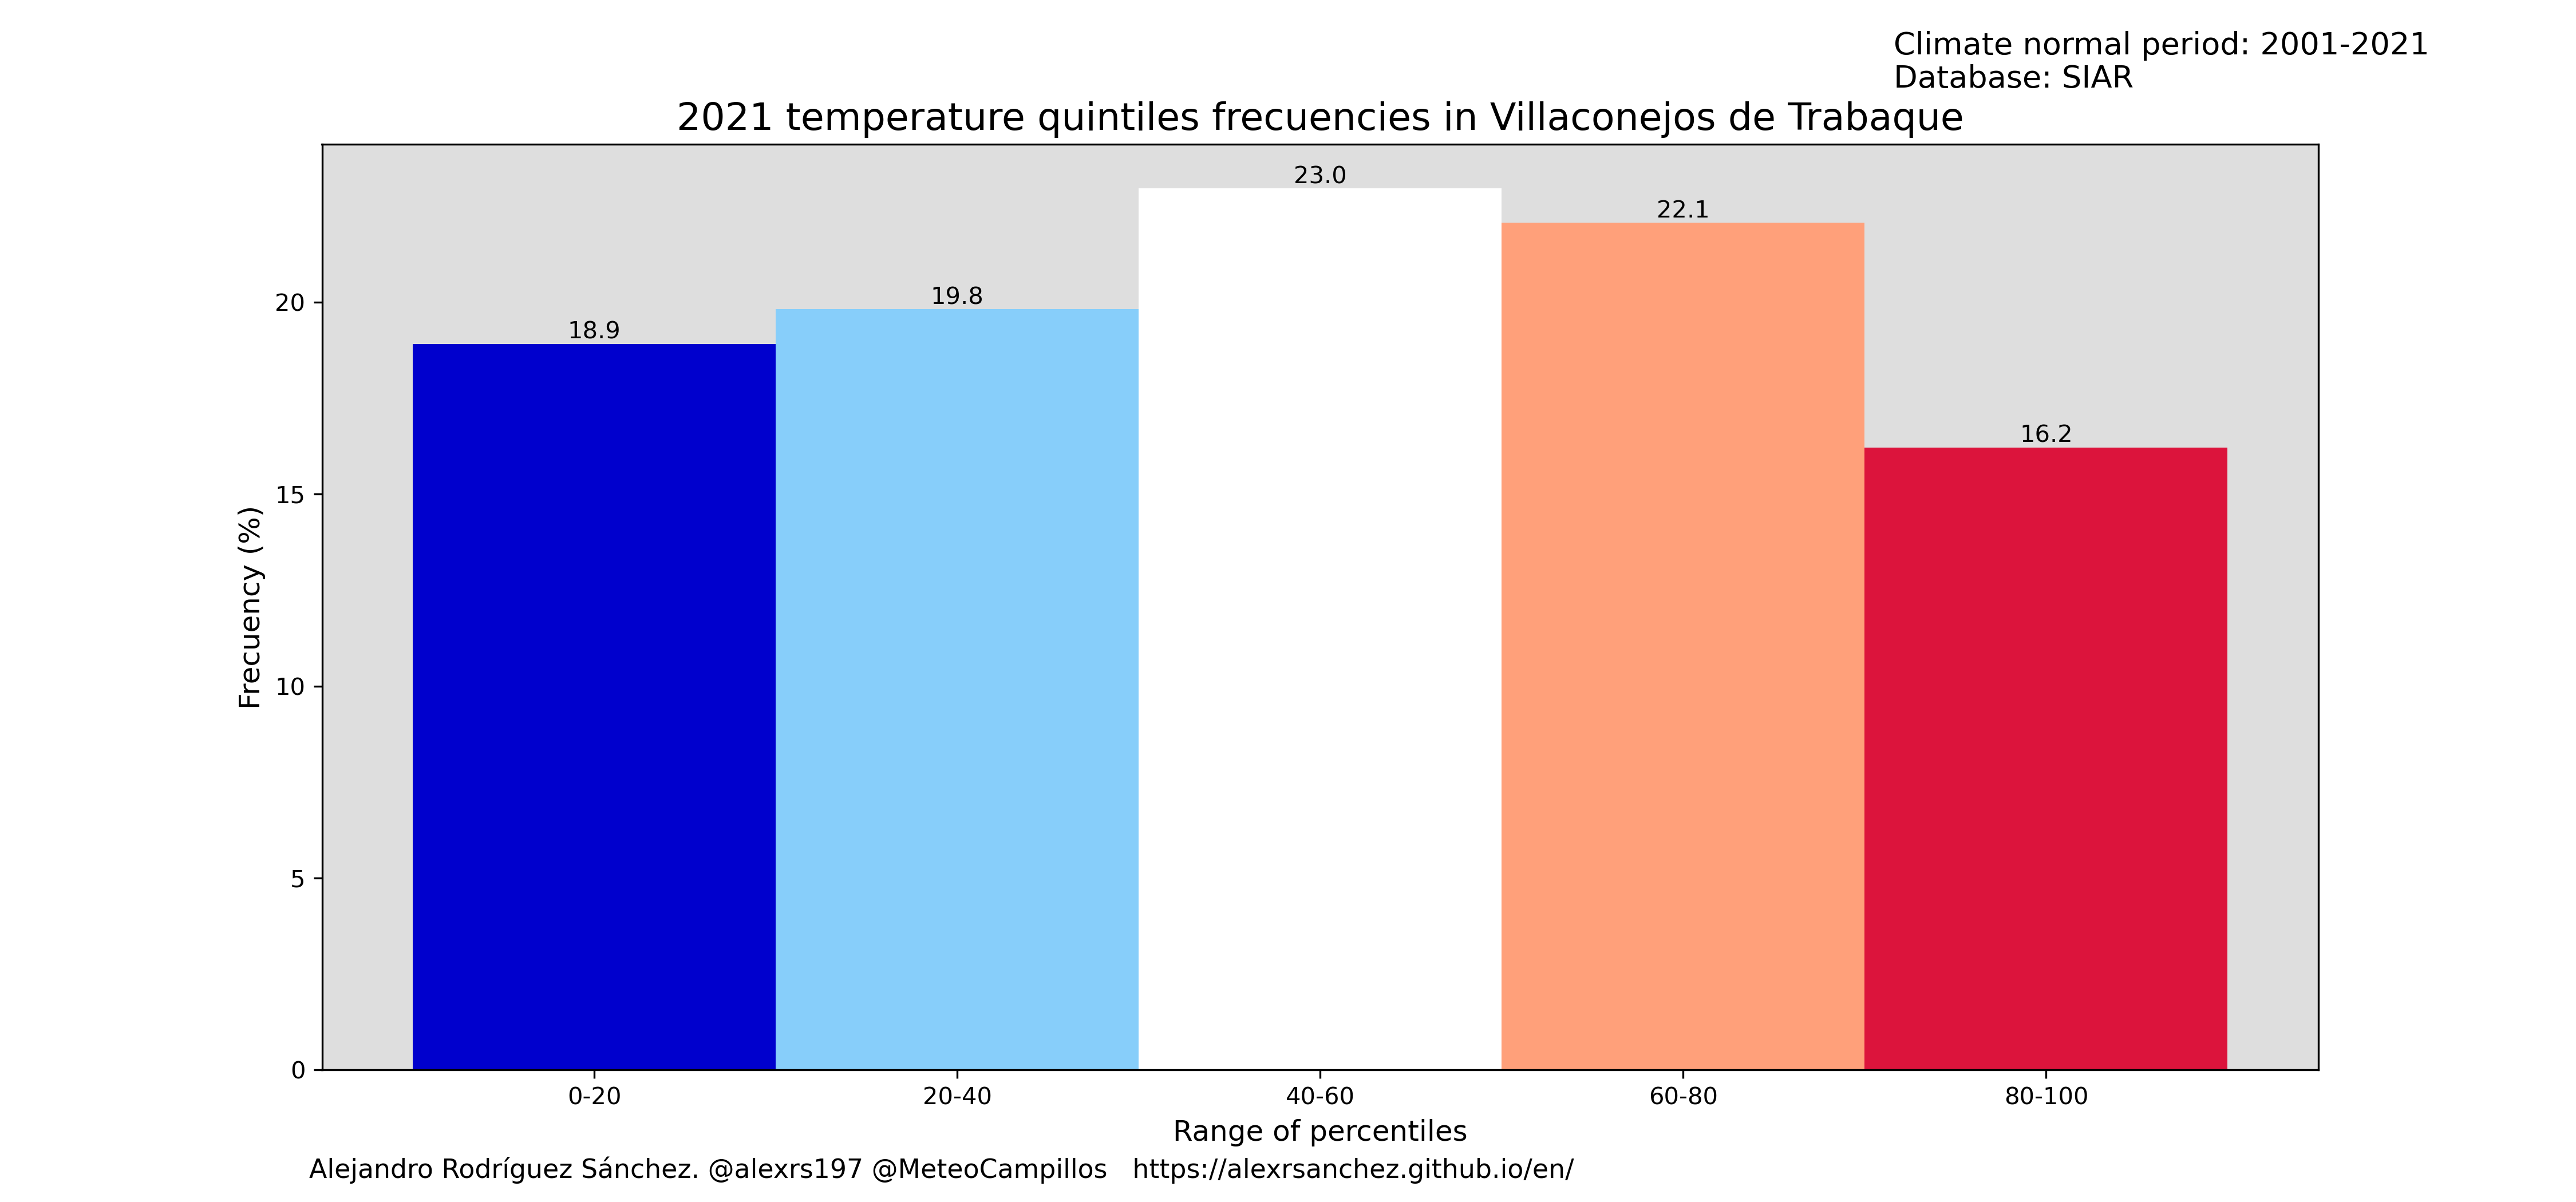 Climate normal period: 2001-2021
Database: SIAR
2021 temperature quintiles frecuencies in Villaconejos de Trabaque
23.0
22.1
19.8
18.9
16.2
20
15
10
5
0
Frecuency (%)
0-20 20-40 40-60 60-80 80-100
Range of percentiles
Alejandro Rodríguez Sánchez. @alexrs197 @MeteoCampillos https://alexrsanchez.github.io/en/